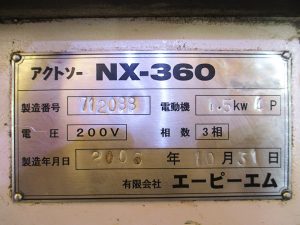 アクトソー NX-360
製造番号 712088 電動機 1.5kw P
電圧 200V 相数 3相
製造年月日 年 10月31日
有限会社 エーピーエム